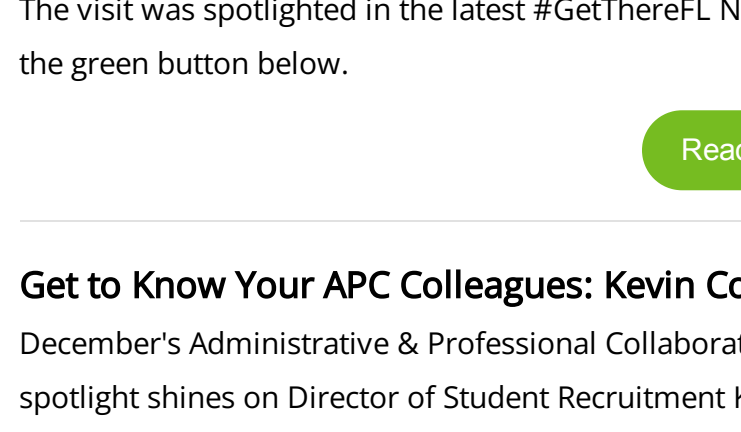 The visit was spotlighted in the latest #GetThereFL
the green button below.
Read
Get to Know Your APC Colleagues: Kevin
December's Administrative & Professional
spotlight shines on Director of Student Recruitment